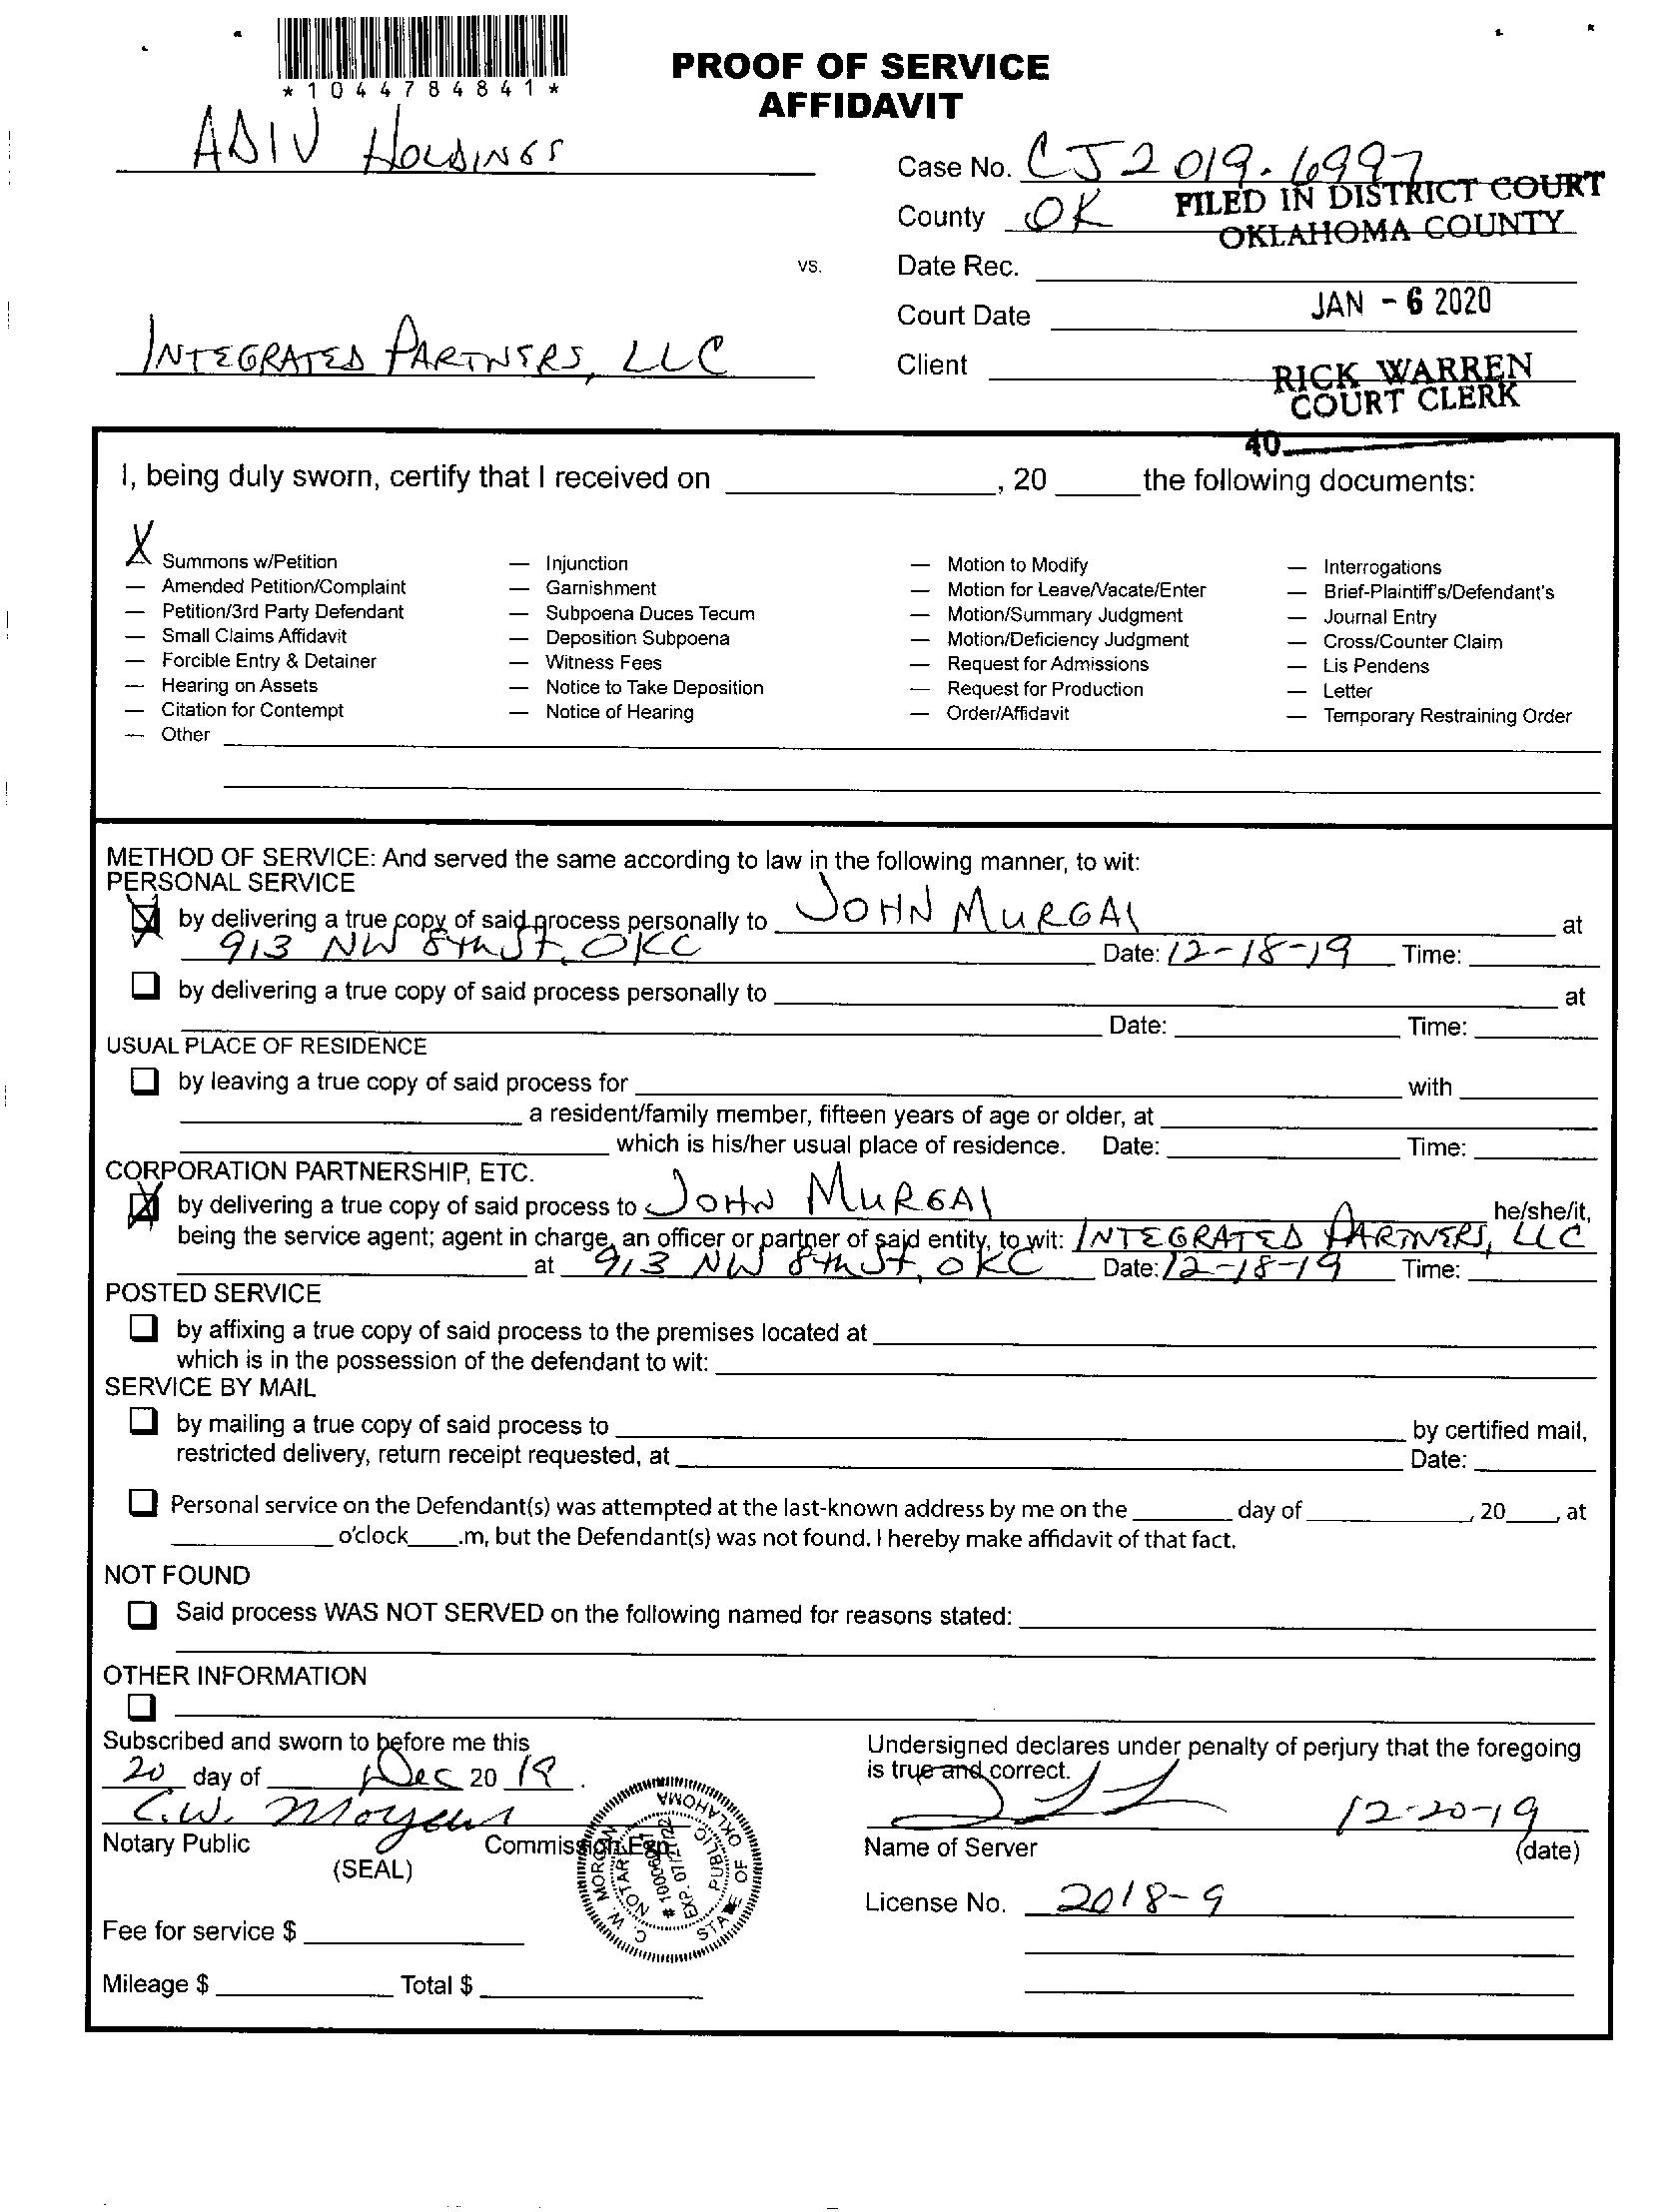 *1044784841*
PROOF OF SERVICE
AFFIDAVIT
ADIV HOLDINGS
Case No. CJ2019-6997
FILED IN DISTRICT COURT
County OK
OKLAHOMA COUNTY
vs.
Date Rec.
Court Date
JAN - 6 2020
INTEGRATED PARTNERS, LLC
Client
RICK WARREN
COURT CLERK
40
I, being duly sworn, certify that I received on ____, 20 ____ the following documents:
X Summons w/Petition
— Amended Petition/Complaint
— Petition/3rd Party Defendant
— Small Claims Affidavit
— Forcible Entry & Detainer
— Hearing on Assets
— Citation for Contempt
— Other
— Injunction
— Garnishment
— Subpoena Duces Tecum
— Deposition Subpoena
— Witness Fees
— Notice to Take Deposition
— Notice of Hearing
— Motion to Modify
— Motion for Leave/Vacate/Enter
— Motion/Summary Judgment
— Motion/Deficiency Judgment
— Request for Admissions
— Request for Production
— Order/Affidavit
— Interrogations
— Brief-Plaintiff's/Defendant's
— Journal Entry
— Cross/Counter Claim
— Lis Pendens
— Letter
— Temporary Restraining Order
METHOD OF SERVICE: And served the same according to law in the following manner, to wit:
PERSONAL SERVICE
☒ by delivering a true copy of said process personally to JOHN MURGAI at
913 NW 8th St, OKC Date: 12-18-19 Time:
☐ by delivering a true copy of said process personally to ____ at
Date: ____ Time:
USUAL PLACE OF RESIDENCE
☐ by leaving a true copy of said process for ____ with
____ a resident/family member, fifteen years of age or older, at
____ which is his/her usual place of residence. Date: ____ Time:
CORPORATION PARTNERSHIP, ETC.
☒ by delivering a true copy of said process to JOHN MURGAI he/she/it,
being the service agent; agent in charge, an officer or partner of said entity, to wit: INTEGRATED PARTNERS, LLC
at 913 NW 8th St, OKC Date: 12-18-19 Time:
POSTED SERVICE
☐ by affixing a true copy of said process to the premises located at
which is in the possession of the defendant to wit:
SERVICE BY MAIL
☐ by mailing a true copy of said process to ____ by certified mail,
restricted delivery, return receipt requested, at ____ Date:
☐ Personal service on the Defendant(s) was attempted at the last-known address by me on the ____ day of ____, 20____, at
____ o'clock____.m, but the Defendant(s) was not found. I hereby make affidavit of that fact.
NOT FOUND
☐ Said process WAS NOT SERVED on the following named for reasons stated:
OTHER INFORMATION
☐
Subscribed and sworn to before me this
20 day of Dec 20 19.
C.W. Morgan
Notary Public Commission Exp.
(SEAL)
C. W. MORGAN
NOTARY PUBLIC
STATE OF OKLAHOMA
EXP. 07/27/22
Fee for service $
Mileage $ ____ Total $
Undersigned declares under penalty of perjury that the foregoing
is true and correct.
12-20-19
Name of Server (date)
License No. 2018-9